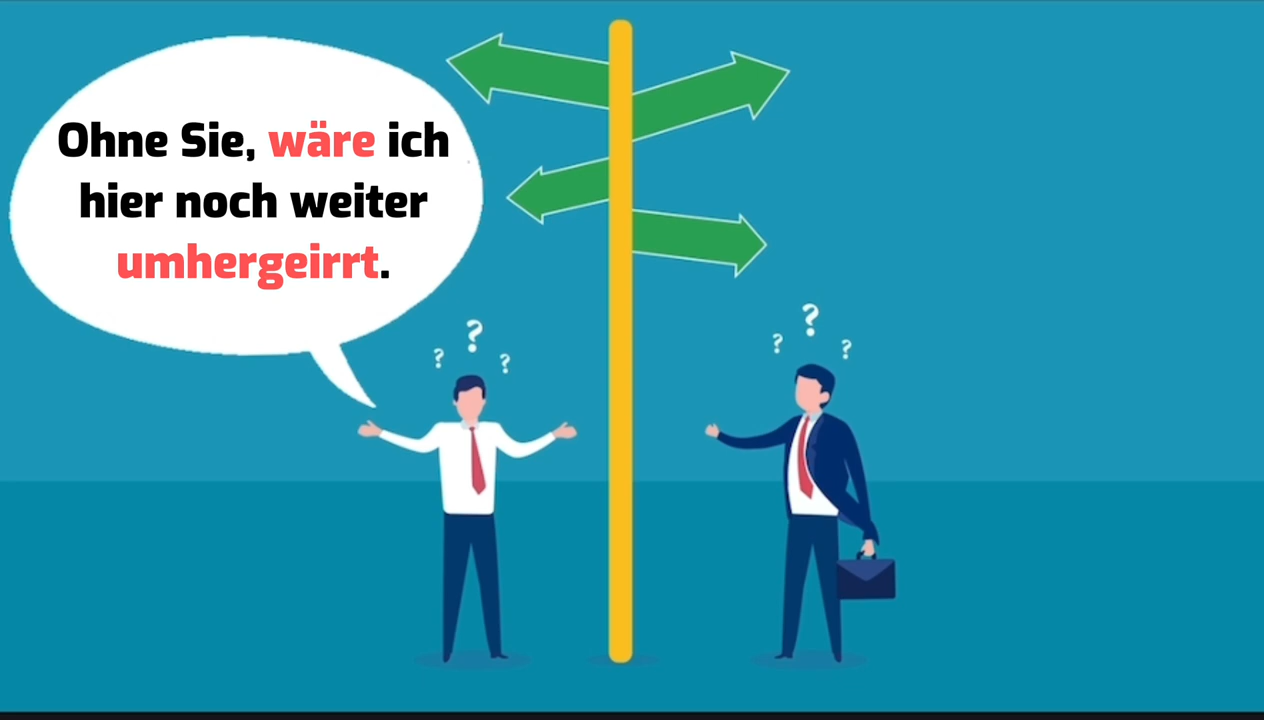 Ohne Sie, wäre ich
hier noch weiter
umhergeirrt.
? ? ?
? ? ?